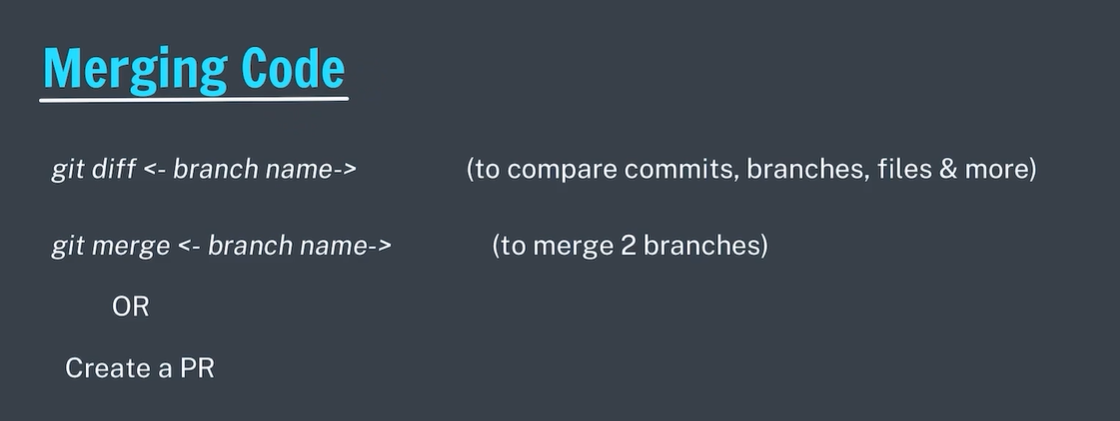 Merging Code
git diff <- branch name-> (to compare commits, branches, files & more)
git merge <- branch name-> (to merge 2 branches)
OR
Create a PR